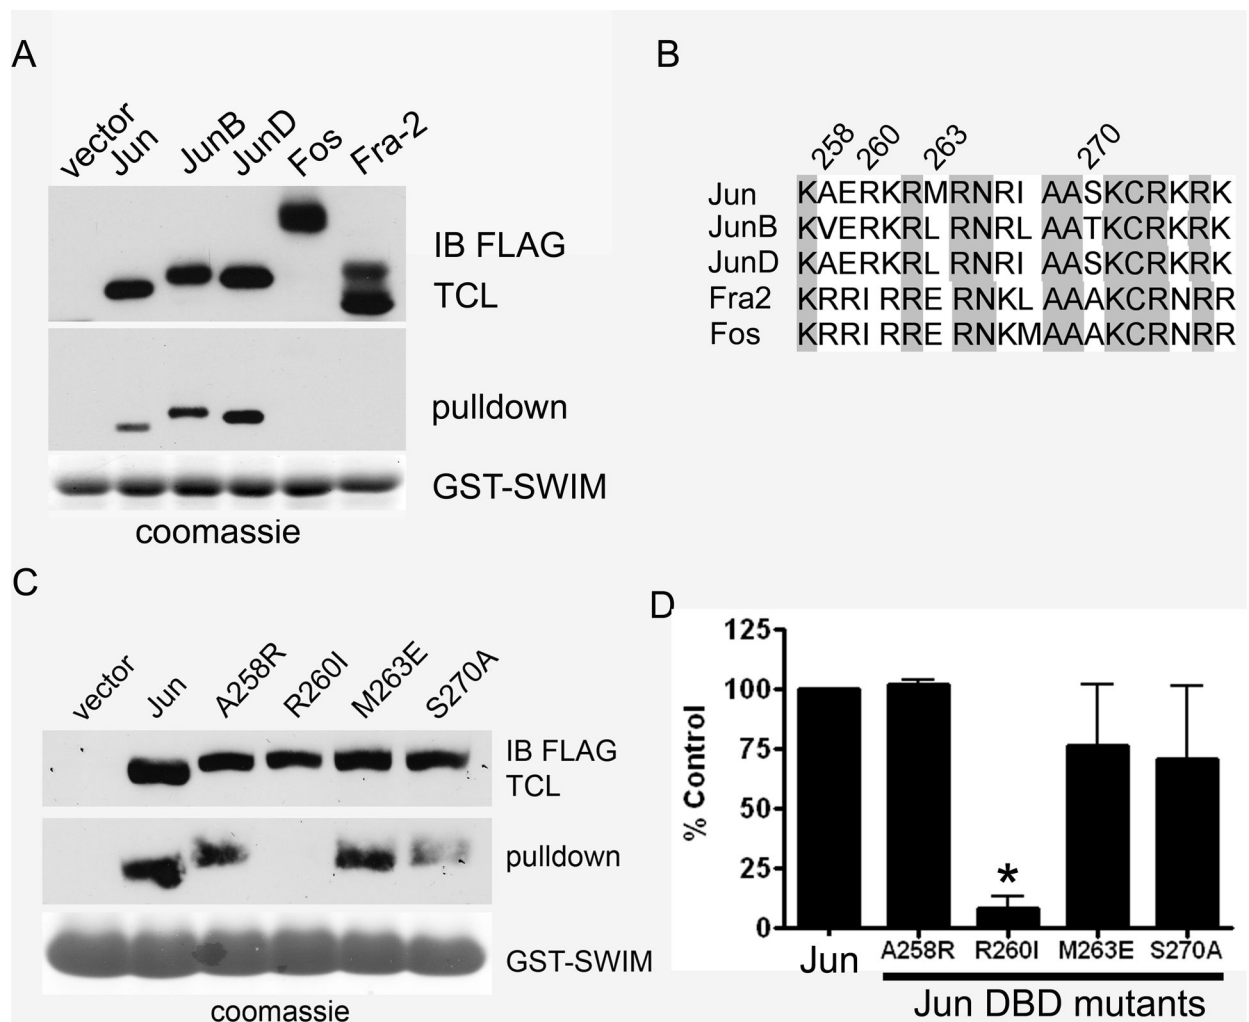 A
vector Jun JunB JunD Fos Fra-2
IB FLAG
TCL
pulldown
GST-SWIM
coomassie
B
258 260 263 270
Jun KAERKRMRNRI AASKCRKRK
JunB KVERKRL RNRL AATKCRKRK
JunD KAERKRL RNRI AASKCRKRK
Fra2 KRRI RRE RNKL AAAKCRNRR
Fos KRRI RRE RNKMAAAKCRNRR
C
vector Jun A258R R260I M263E S270A
IB FLAG
TCL
pulldown
GST-SWIM
coomassie
D
% Control
125
100
75
50
25
0
*
Jun A258R R260I M263E S270A
Jun DBD mutants